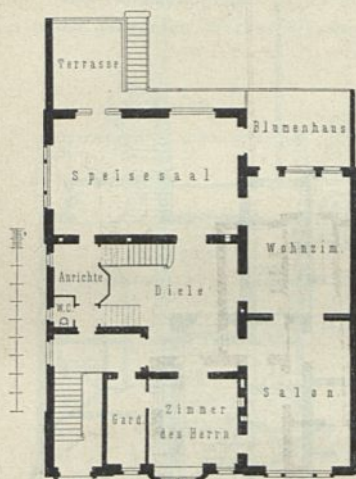 Terrasse
Blumenhaus
Speisesaal
Wohnzim.
Anrichte
Diele
W.C.
Salon
Gard.
Zimmer
des Herrn